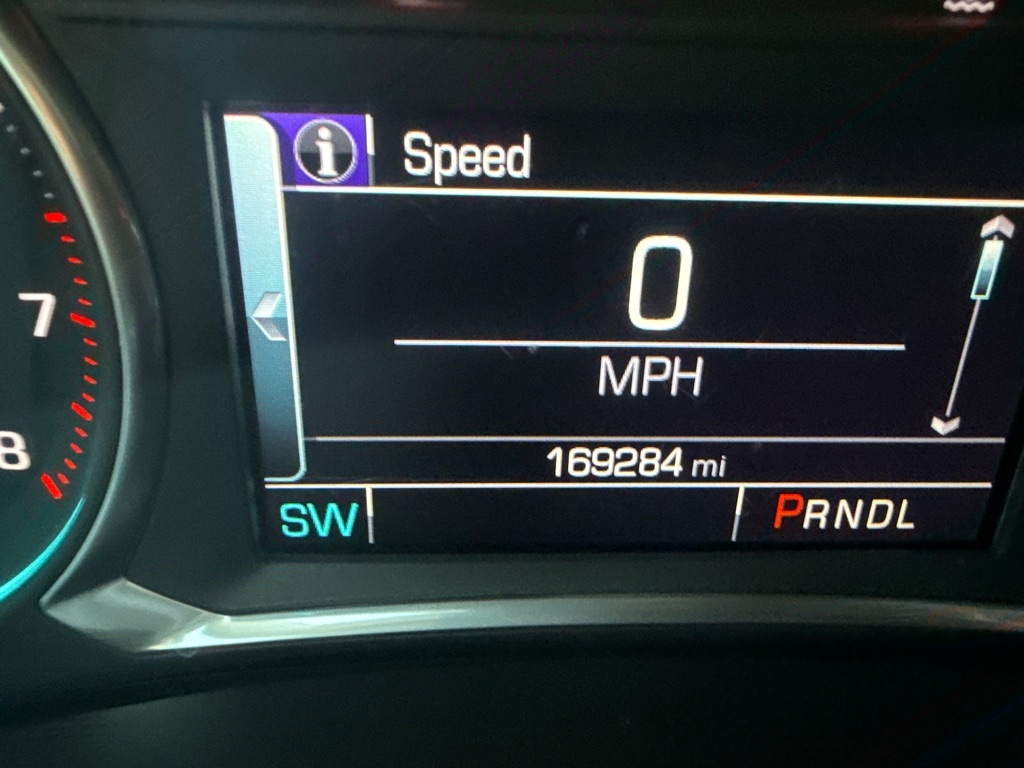 i Speed
0
MPH
7
8
169284 mi
SW PRNDL